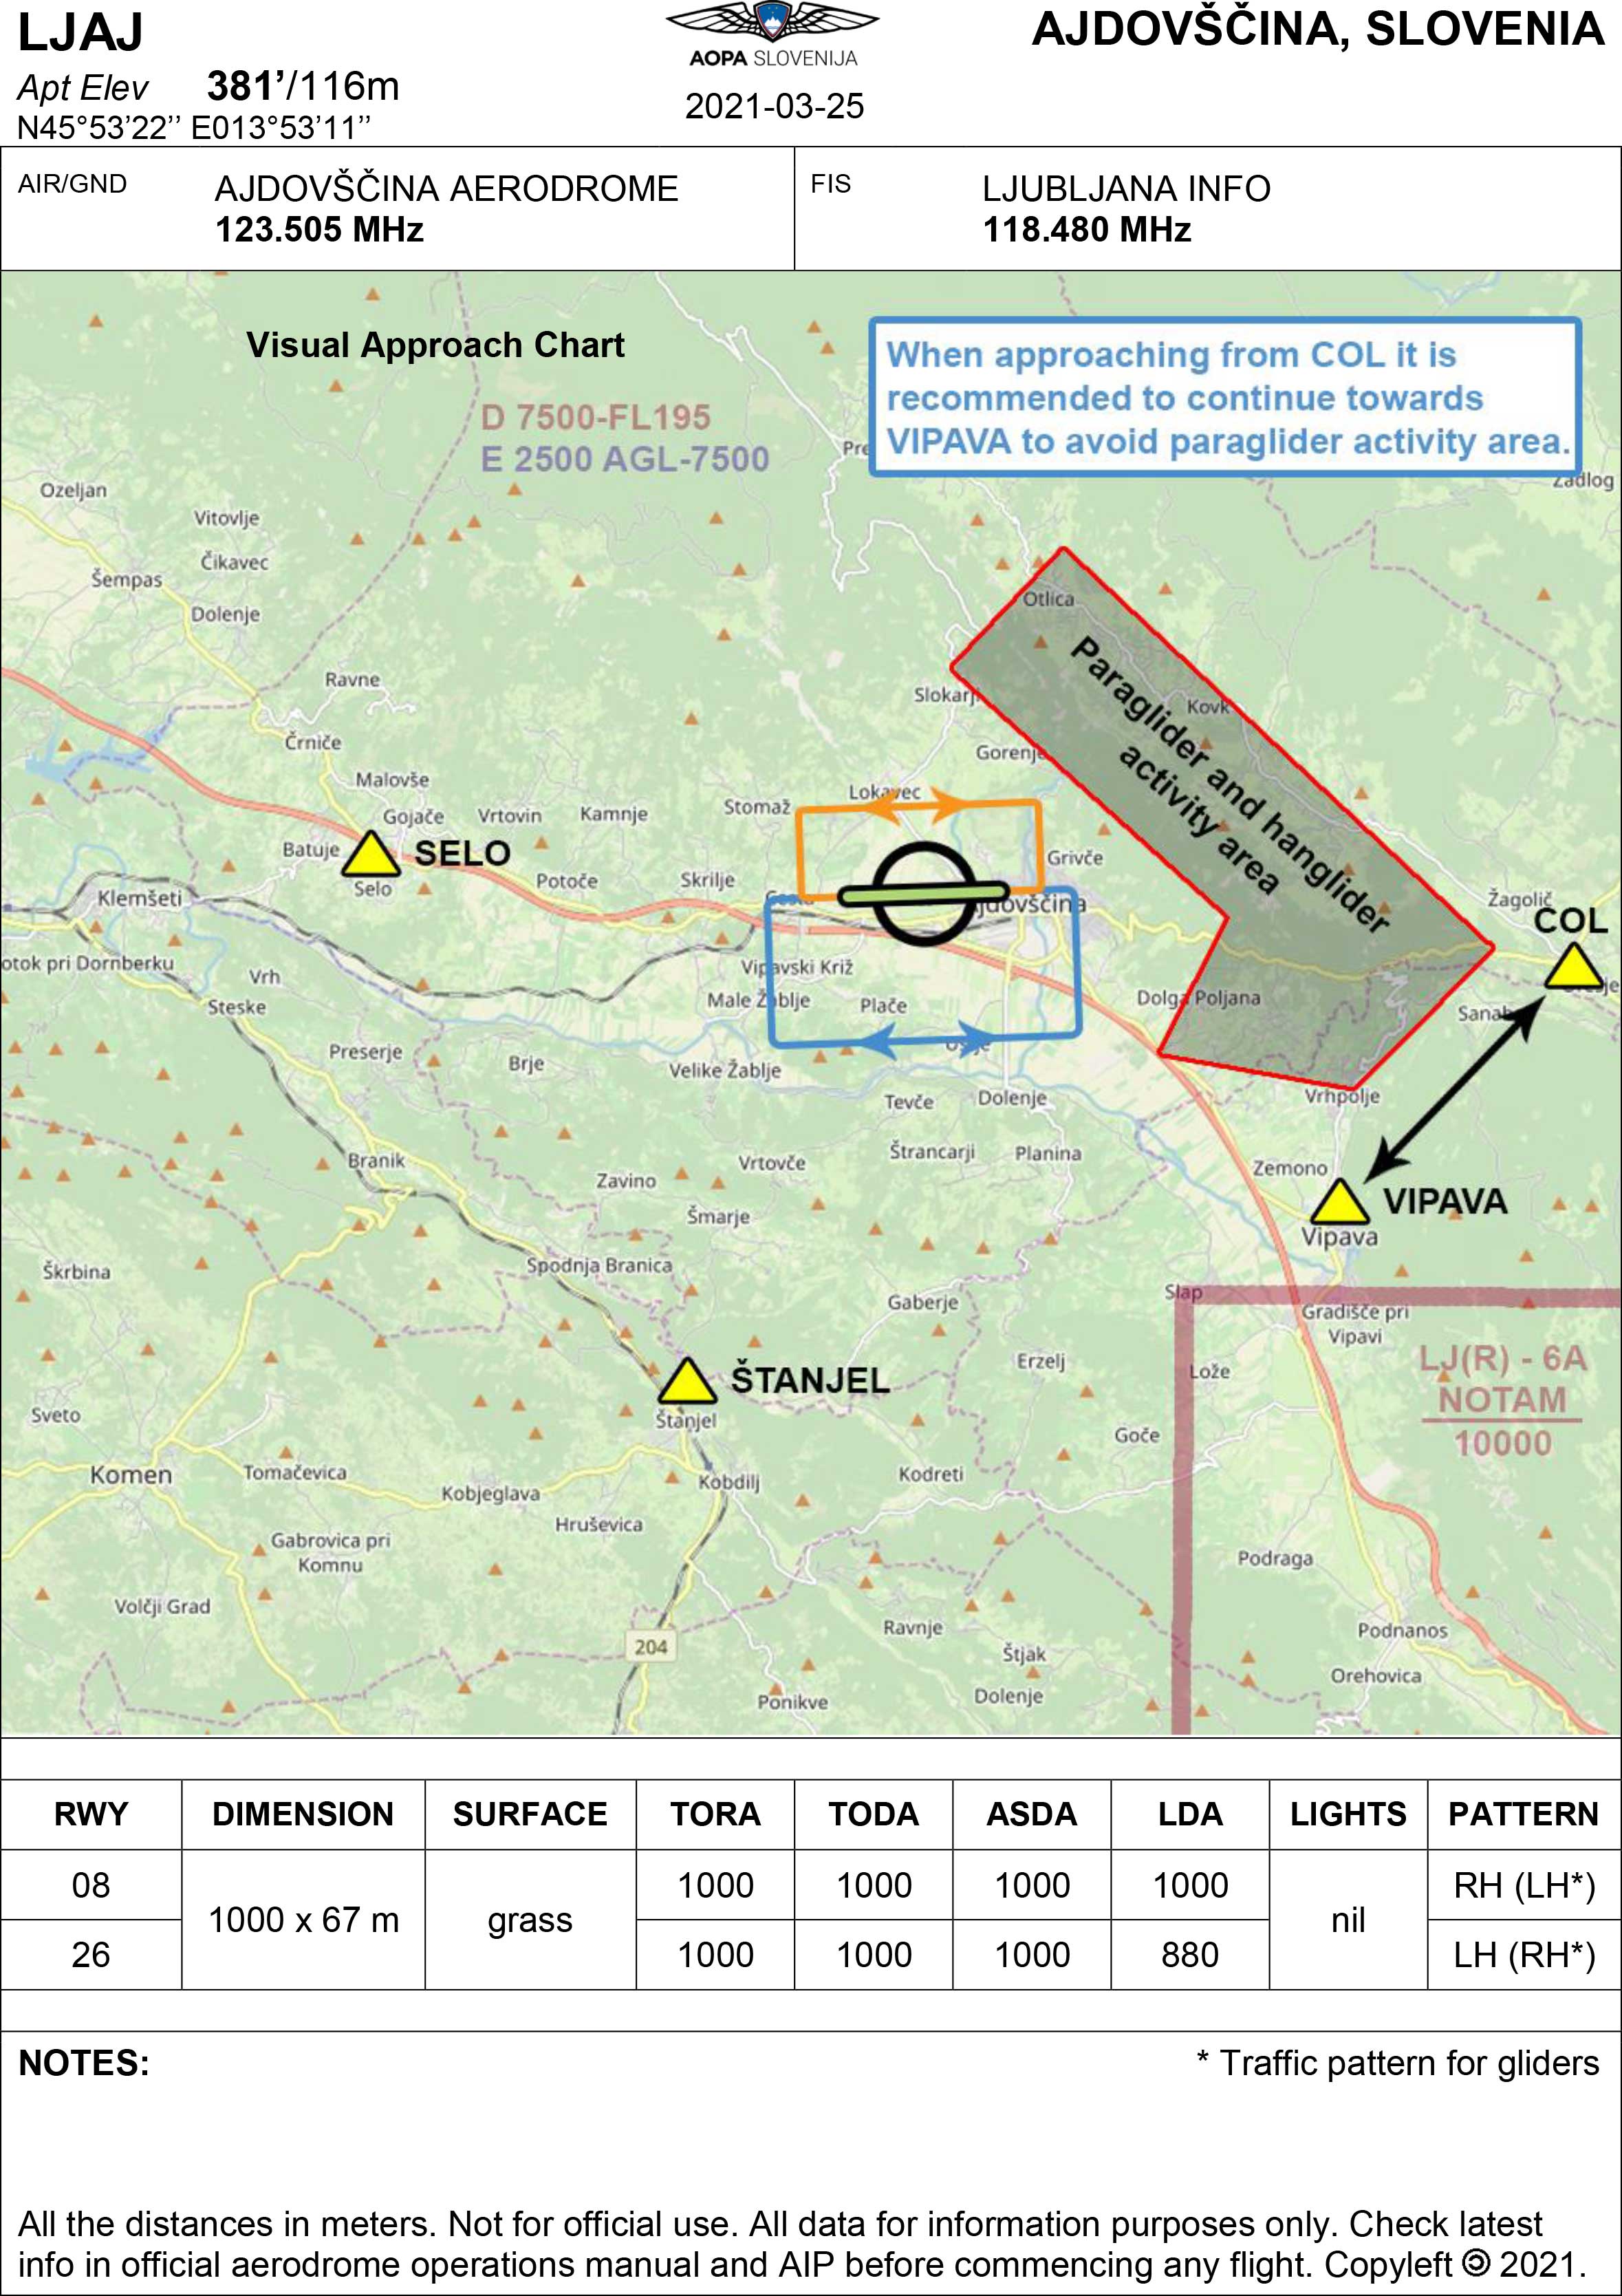 LJAJ
AOPA SLOVENIJA
AJDOVŠČINA, SLOVENIA
Apt Elev 381’/116m
2021-03-25
N45°53’22’’ E013°53’11’’
AIR/GND
AJDOVŠČINA AERODROME
123.505 MHz
FIS
LJUBLJANA INFO
118.480 MHz
Visual Approach Chart
When approaching from COL it is
recommended to continue towards
VIPAVA to avoid paraglider activity area.
D 7500-FL195
E 2500 AGL-7500
Ozeljan
Zadlog
Vitovlje
Čikavec
Šempas
Dolenje
Otlica
Paraglider and hanglider
activity area
Ravne
Kovk
Črniče
Malovše
Lokavec
Gojače
Vrtovin
Kamnje
Stomaž
Batuje
SELO
Selo
Potoče
Skrilje
Grivče
Klemšeti
Žagolič
COL
otok pri Dornberku
Vrh
Vipavski Križ
Steske
Male Žablje
Plače
Dolga Poljana
Preserje
Brje
Velike Žablje
Tevče
Dolenje
Vrhpolje
Branik
Zavino
Vrtovče
Štrancarji
Planina
Zemono
Šmarje
VIPAVA
Vipava
Škrbina
Spodnja Branica
Gaberje
Slap
Gradišče pri
Vipavi
Erzelj
Lože
LJ(R) - 6A
NOTAM
10000
ŠTANJEL
Štanjel
Sveto
Goče
Komen
Tomačevica
Kobjeglava
Kobdilj
Kodreti
Hruševica
Gabrovica pri
Komnu
Podraga
Volčji Grad
Ravnje
Podnanos
204
Štjak
Orehovica
Dolenje
Ponikve
RWY DIMENSION SURFACE TORA TODA ASDA LDA LIGHTS PATTERN
08 1000 1000 1000 1000 RH (LH*)
1000 x 67 m grass nil
26 1000 1000 1000 880 LH (RH*)
NOTES:
* Traffic pattern for gliders
All the distances in meters. Not for official use. All data for information purposes only. Check latest
info in official aerodrome operations manual and AIP before commencing any flight. Copyleft 🄯 2021.